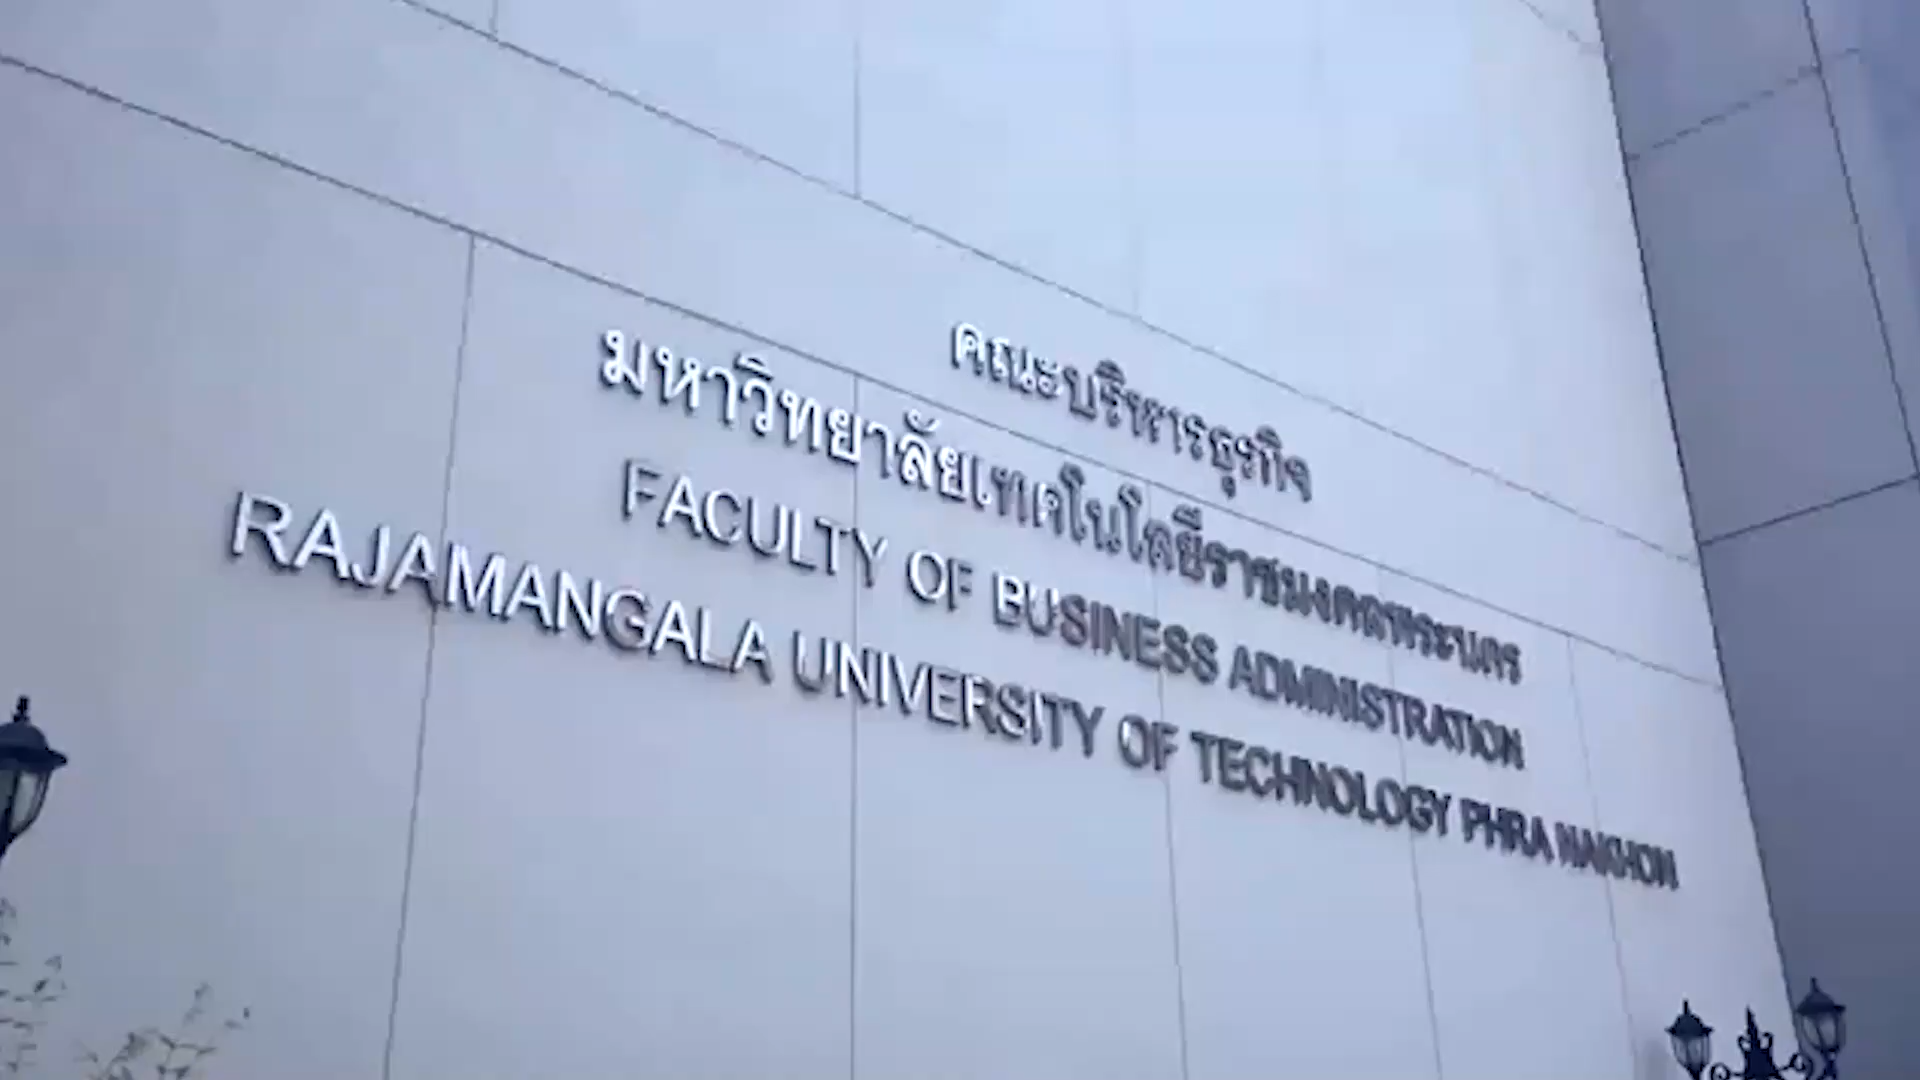 คณะบริหารธุรกิจ
มหาวิทยาลัยเทคโนโลยีราชมงคลพระนคร
FACULTY OF BUSINESS ADMINISTRATION
RAJAMANGALA UNIVERSITY OF TECHNOLOGY PHRA NAKHON